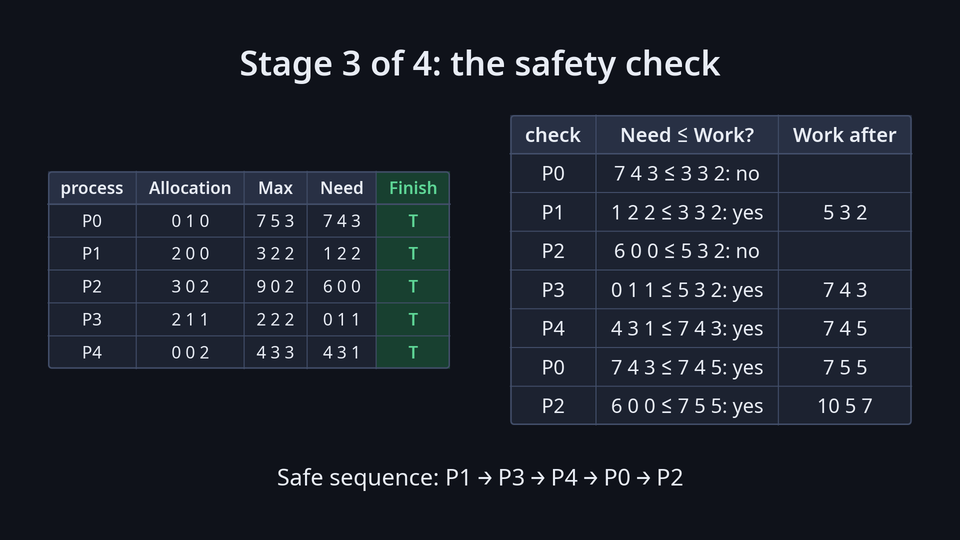 Stage 3 of 4: the safety check
process Allocation Max Need Finish
P0 0 1 0 7 5 3 7 4 3 T
P1 2 0 0 3 2 2 1 2 2 T
P2 3 0 2 9 0 2 6 0 0 T
P3 2 1 1 2 2 2 0 1 1 T
P4 0 0 2 4 3 3 4 3 1 T
check Need ≤ Work? Work after
P0 7 4 3 ≤ 3 3 2: no
P1 1 2 2 ≤ 3 3 2: yes 5 3 2
P2 6 0 0 ≤ 5 3 2: no
P3 0 1 1 ≤ 5 3 2: yes 7 4 3
P4 4 3 1 ≤ 7 4 3: yes 7 4 5
P0 7 4 3 ≤ 7 4 5: yes 7 5 5
P2 6 0 0 ≤ 7 5 5: yes 10 5 7
Safe sequence: P1 → P3 → P4 → P0 → P2